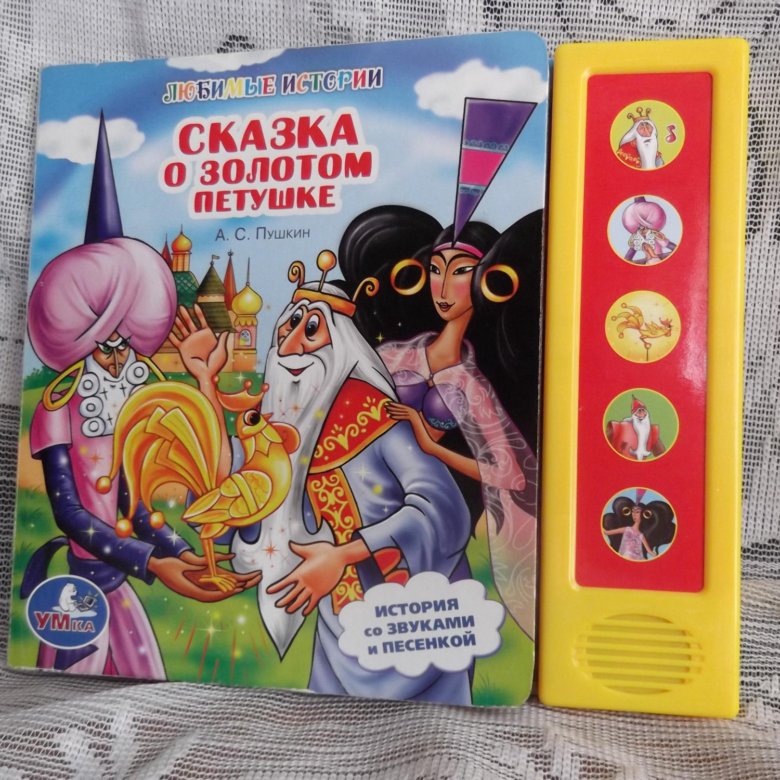 ЛЮБИМЫЕ ИСТОРИИ
СКАЗКА
О ЗОЛОТОМ
ПЕТУШКЕ
А. С. ПУШКИН
УМКА
ИСТОРИЯ
со ЗВУКАМИ
и ПЕСЕНКОЙ